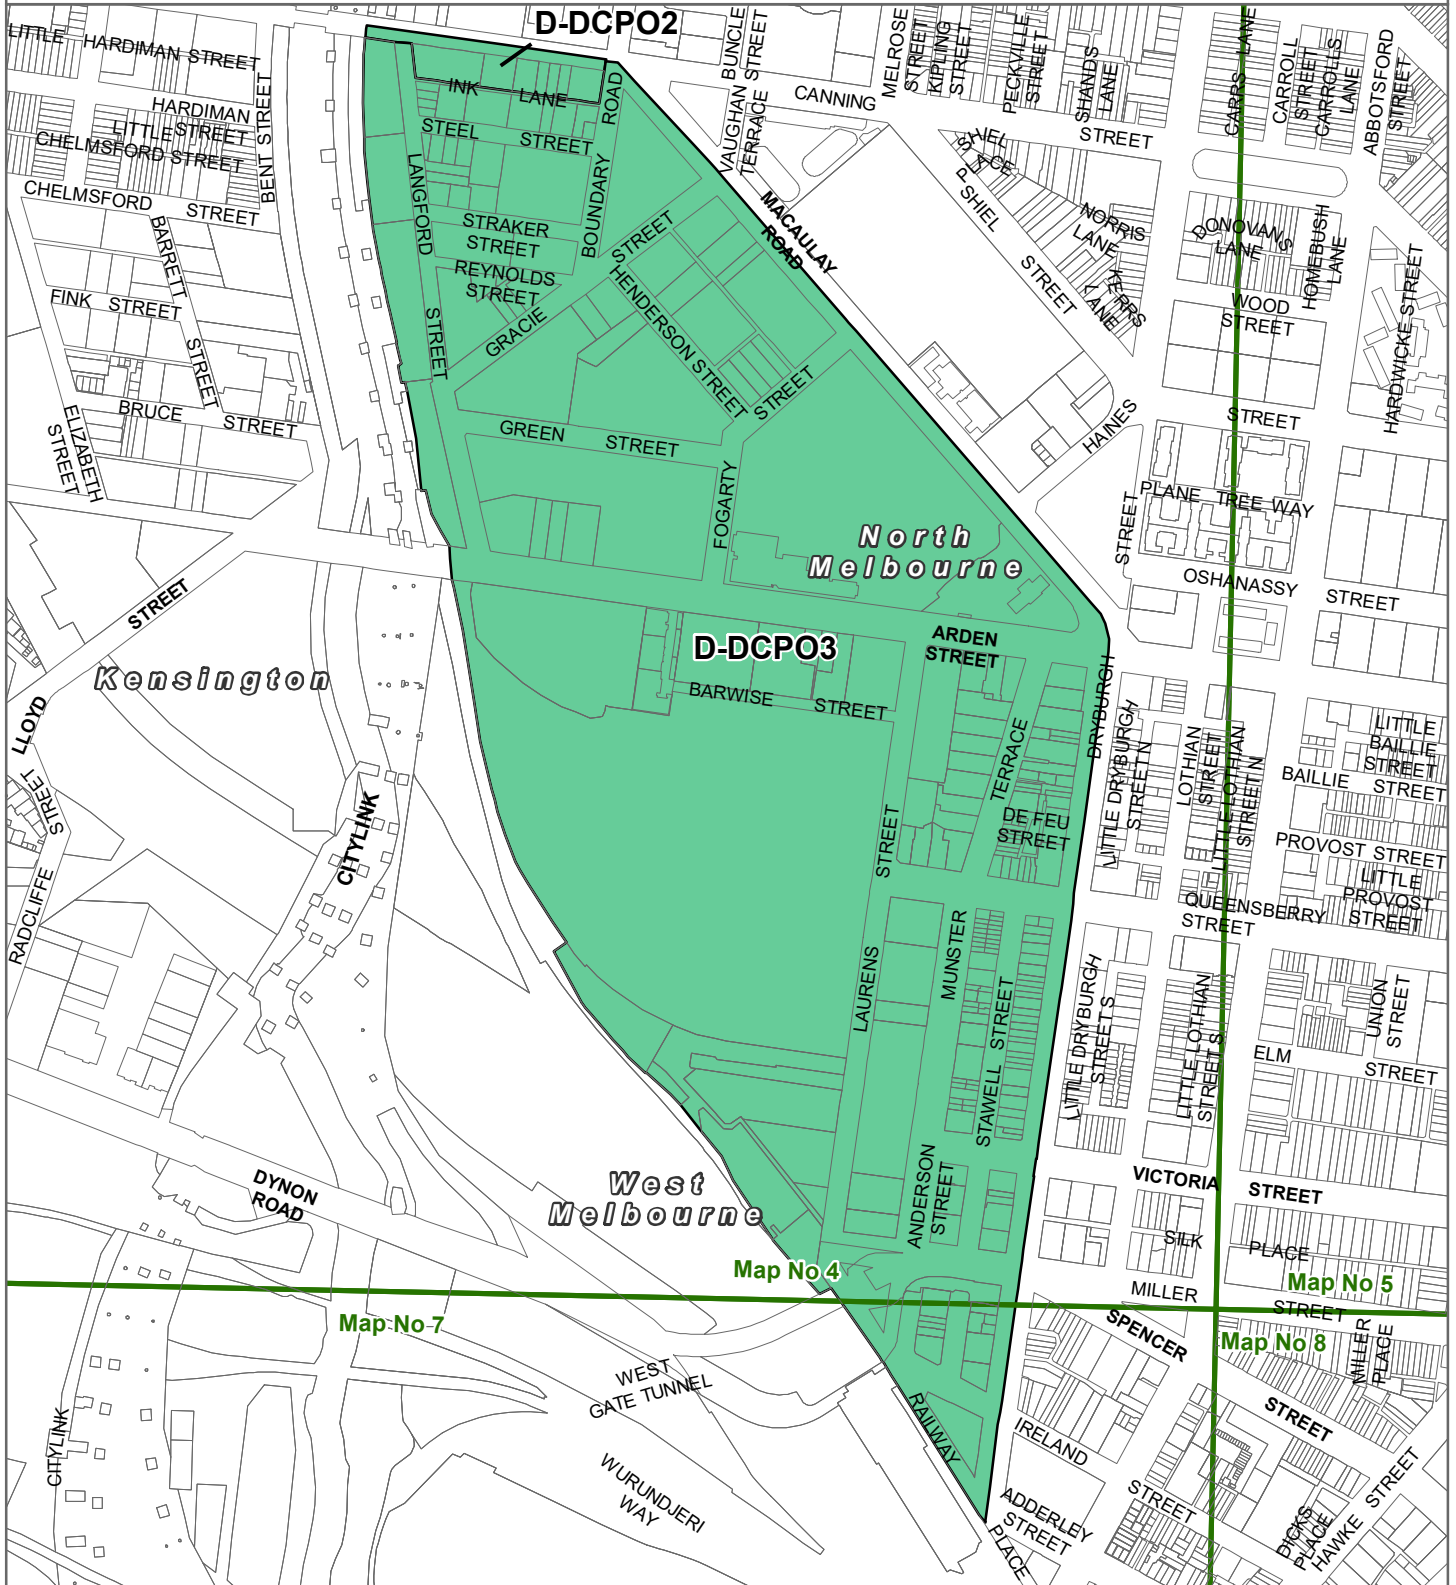 D-DCPO2
LITTLE
HARDIMAN STREET
HARDIMAN
STREET
LITTLE
CHELMSFORD STREET
BENT STREET
CHELMSFORD
STREET
BARRETT
STREET
FINK STREET
BRUCE
STREET
ELIZABETH
STREET
INK LANE
STEEL
STREET
ROAD
BOUNDARY
LANGFORD
STREET
STRAKER
STREET
REYNOLDS
STREET
GRACIE
STREET
HENDERSON STREET
STREET
GREEN
STREET
FOGARTY
VAUGHAN BUNCLE
TERRACE STREET
MACAULAY
ROAD
CANNING
STREET
MELROSE
STREET
KIPLING
STREET
PECKVILLE
STREET
SHANDS
LANE
CARRS LANE
CARROLL
STREET
CARROLLS
LANE
ABBOTSFORD
STREET
SHIEL
PLACE
SHIEL
STREET
NORRIS
LANE
KERRS
LANE
DONOVANS
LANE
HOMEBUSH
LANE
WOOD
STREET
HARDWICKE STREET
HAINES
STREET
STREET
PLANE TREE WAY
OSHANASSY
STREET
North
Melbourne
ARDEN
STREET
D-DCPO3
BARWISE
STREET
Kensington
STREET
LLOYD
STREET
RADCLIFFE
CITYLINK
TERRACE
DE FEU
STREET
DRYBURGH
LITTLE DRYBURGH
STREET N
LOTHIAN
STREET
LITTLE LOTHIAN
STREET N
LITTLE
BAILLIE
STREET
BAILLIE
STREET
PROVOST STREET
LITTLE
PROVOST
STREET
QUEENSBERRY
STREET
STREET
LAURENS
MUNSTER
STAWELL STREET
LITTLE DRYBURGH
STREET S
LITTLE LOTHIAN
STREET S
UNION
STREET
ELM
STREET
ANDERSON
STREET
VICTORIA
STREET
SILK
PLACE
DYNON
ROAD
West
Melbourne
Map No 4
Map No 5
Map No 7
Map No 8
MILLER
STREET
SPENCER
STREET
MILLER
PLACE
WEST
GATE TUNNEL
CITYLINK
WURUNDJERI
WAY
RAILWAY
PLACE
IRELAND
STREET
ADDERLEY
STREET
DICKS
PLACE
HAWKE
STREET